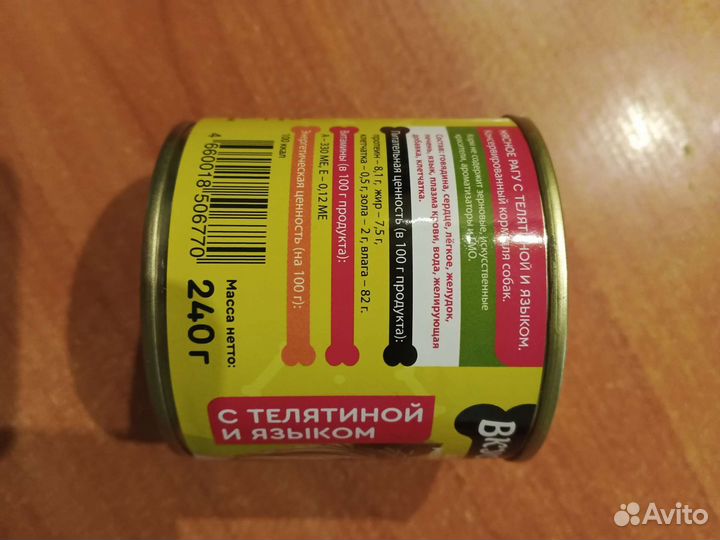 МЯСНОЕ РАГУ С ТЕЛЯТИНОЙ И ЯЗЫКОМ.
Консервированный корм для собак.
Корм не содержит зерновые, искусственные
красители, ароматизаторы и ГМО.
Состав: говядина, сердце, лёгкое, желудок,
печень, язык, плазма крови, вода, желирующая
добавка, клетчатка.
Питательная ценность (в 100 г продукта):
протеин – 8,1 г, жир – 7,5 г,
клетчатка – 0,5 г, зола – 2 г, влага – 82 г.
Витамины (в 100 г продукта):
А – 330 МЕ, Е – 0,12 МЕ
Энергетическая ценность (на 100 г):
100 ккал
4 660018 506770
Масса нетто:
240 г
С ТЕЛЯТИНОЙ
И ЯЗЫКОМ
Avito